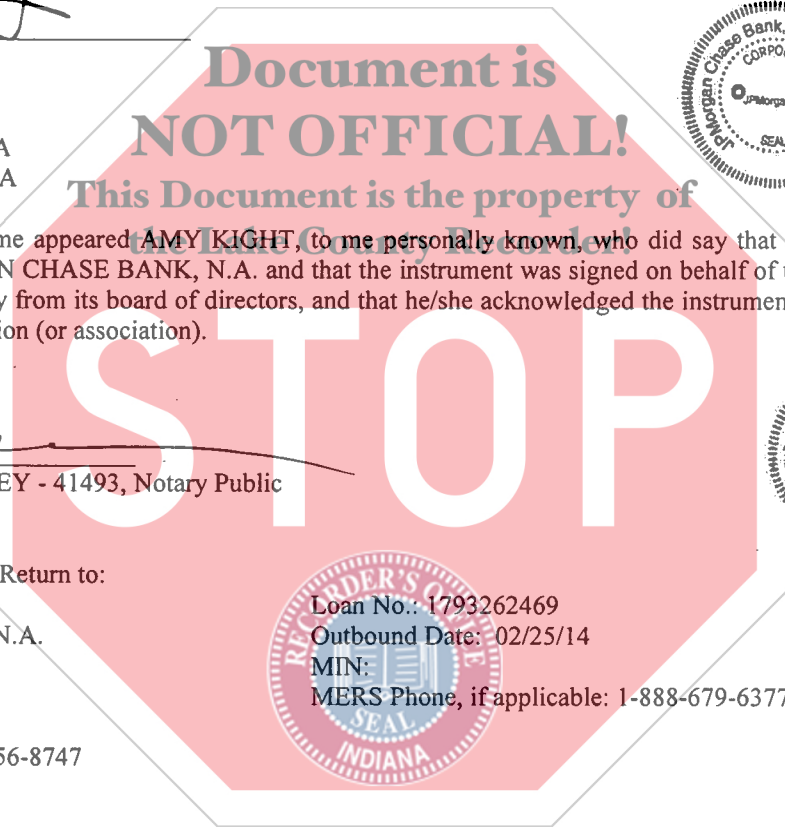 JPMorgan Chase Bank,
CORPO
JPMorga
SEAL
Document is
NOT OFFICIAL!
A
This Document is the property of
A
the Lake County Recorder!
me appeared AMY KIGHT, to me personally known, who did say that
N CHASE BANK, N.A. and that the instrument was signed on behalf of
y from its board of directors, and that he/she acknowledged the instrumen
ion (or association).
STOP
EY - 41493, Notary Public
Return to:
RECORDER'S OFFICE
Loan No.: 1793262469
N.A.
Outbound Date: 02/25/14
MIN:
MERS Phone, if applicable: 1-888-679-6377
SEAL
INDIANA
56-8747